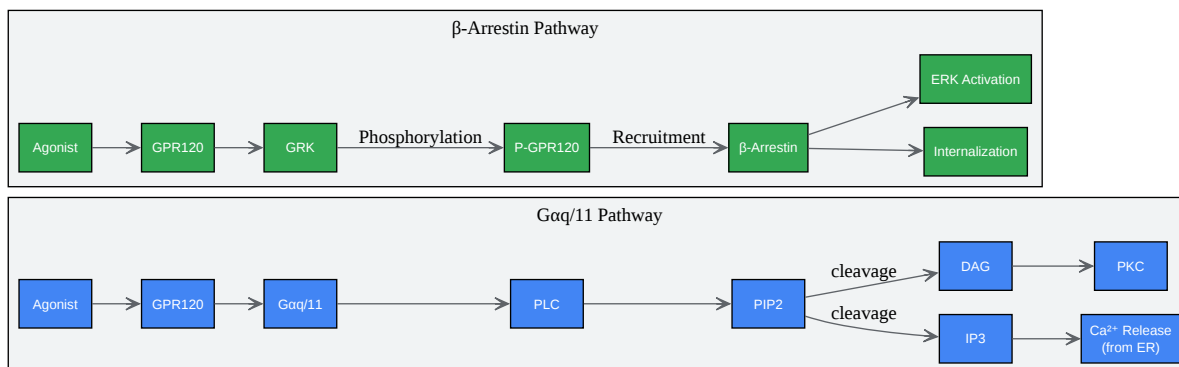 β-Arrestin Pathway
ERK Activation
Agonist
GPR120
GRK
Phosphorylation
P-GPR120
Recruitment
β-Arrestin
Internalization
Gαq/11 Pathway
Agonist
GPR120
Gαq/11
PLC
PIP2
cleavage
DAG
PKC
cleavage
IP3
Ca²⁺ Release
(from ER)